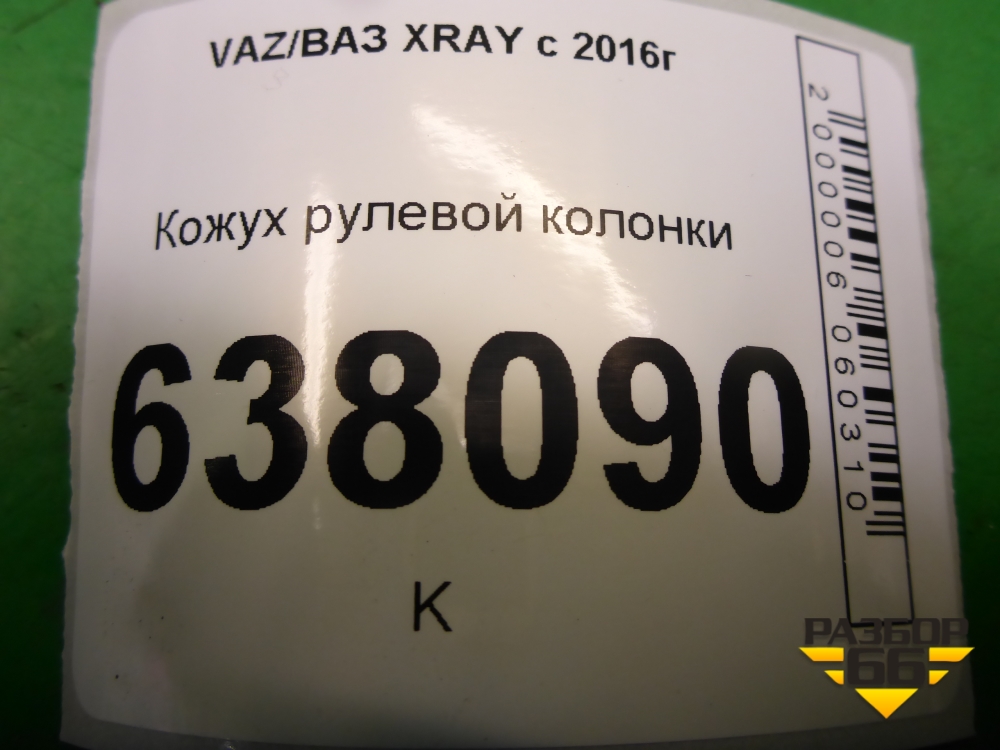 VAZ/ВАЗ XRAY с 2016г
Кожух рулевой колонки
638090
К
2000006060310
РАЗБОР
66